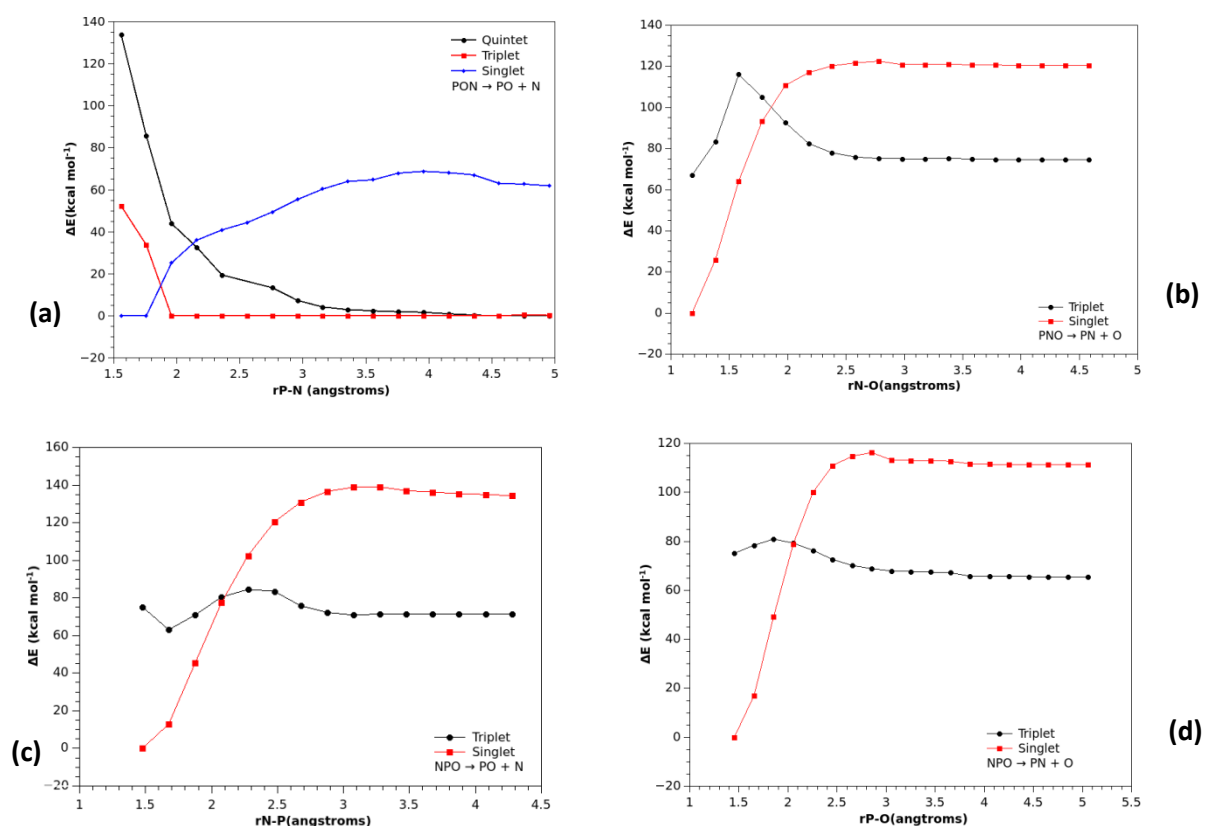 140
120
100
80
60
40
20
0
−20
ΔE(kcal mol⁻¹)
Quintet
Triplet
Singlet
PON → PO + N
1.5 2 2.5 3 3.5 4 4.5 5
rP-N (angstroms)
(a)
140
120
100
80
60
40
20
0
−20
ΔE (kcal mol⁻¹)
Triplet
Singlet
PNO → PN + O
1 1.5 2 2.5 3 3.5 4 4.5 5
rN-O(angstroms)
(b)
160
140
120
100
80
60
40
20
0
−20
ΔE (kcal mol⁻¹)
Triplet
Singlet
NPO → PO + N
1 1.5 2 2.5 3 3.5 4 4.5
rN-P(angstroms)
(c)
120
100
80
60
40
20
0
−20
ΔE (kcal mol⁻¹)
Triplet
Singlet
NPO → PN + O
1 1.5 2 2.5 3 3.5 4 4.5 5 5.5
rP-O(angtroms)
(d)